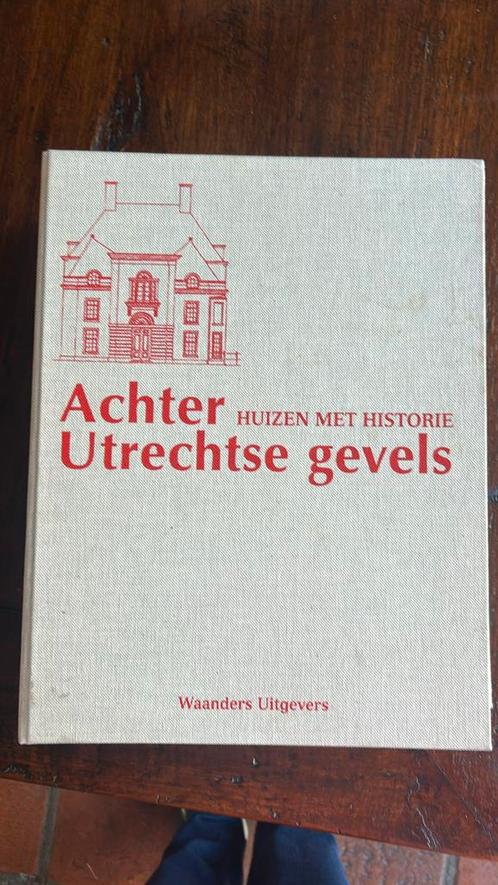 Achter HUIZEN MET HISTORIE
Utrechtse gevels
Waanders Uitgevers